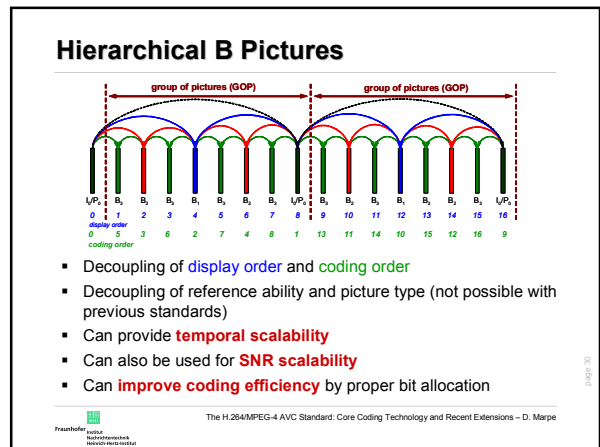 Hierarchical B Pictures
group of pictures (GOP) group of pictures (GOP)
I₀/P₀ B₃ B₂ B₃ B₁ B₃ B₂ B₃ I₀/P₀ B₃ B₂ B₃ B₁ B₃ B₂ B₃ I₀/P₀
0 1 2 3 4 5 6 7 8 9 10 11 12 13 14 15 16
display order
0 5 3 6 2 7 4 8 1 13 11 14 10 15 12 16 9
coding order
▪ Decoupling of display order and coding order
▪ Decoupling of reference ability and picture type (not possible with
previous standards)
▪ Can provide temporal scalability
▪ Can also be used for SNR scalability
▪ Can improve coding efficiency by proper bit allocation
page 30
The H.264/MPEG-4 AVC Standard: Core Coding Technology and Recent Extensions – D. Marpe
Fraunhofer Institut
Nachrichtentechnik
Heinrich-Hertz-Institut